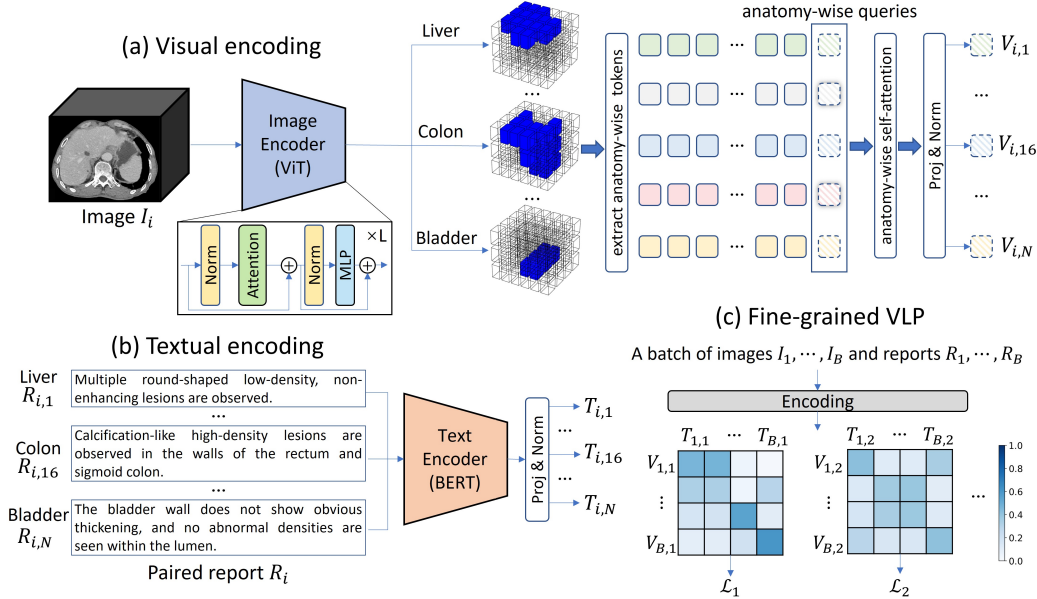 (a) Visual encoding
Image I_i
Image
Encoder
(ViT)
Norm
Attention
Norm
MLP
×L
Liver
...
Colon
...
Bladder
extract anatomy-wise tokens
anatomy-wise queries
...
...
...
...
...
anatomy-wise self-attention
Proj & Norm
V_{i,1}
...
V_{i,16}
...
V_{i,N}
(b) Textual encoding
Liver
R_{i,1}
Multiple round-shaped low-density, non-
enhancing lesions are observed.
...
Colon
R_{i,16}
Calcification-like high-density lesions are
observed in the walls of the rectum and
sigmoid colon.
...
Bladder
R_{i,N}
The bladder wall does not show obvious
thickening, and no abnormal densities are
seen within the lumen.
Paired report R_i
Text
Encoder
(BERT)
Proj & Norm
T_{i,1}
...
T_{i,16}
...
T_{i,N}
(c) Fine-grained VLP
A batch of images I_1, ⋯, I_B and reports R_1, ⋯, R_B
Encoding
T_{1,1} ⋯ T_{B,1}
V_{1,1}
⋮
V_{B,1}
ℒ_1
T_{1,2} ⋯ T_{B,2}
V_{1,2}
⋮
V_{B,2}
ℒ_2
...
1.0
0.8
0.6
0.4
0.2
0.0